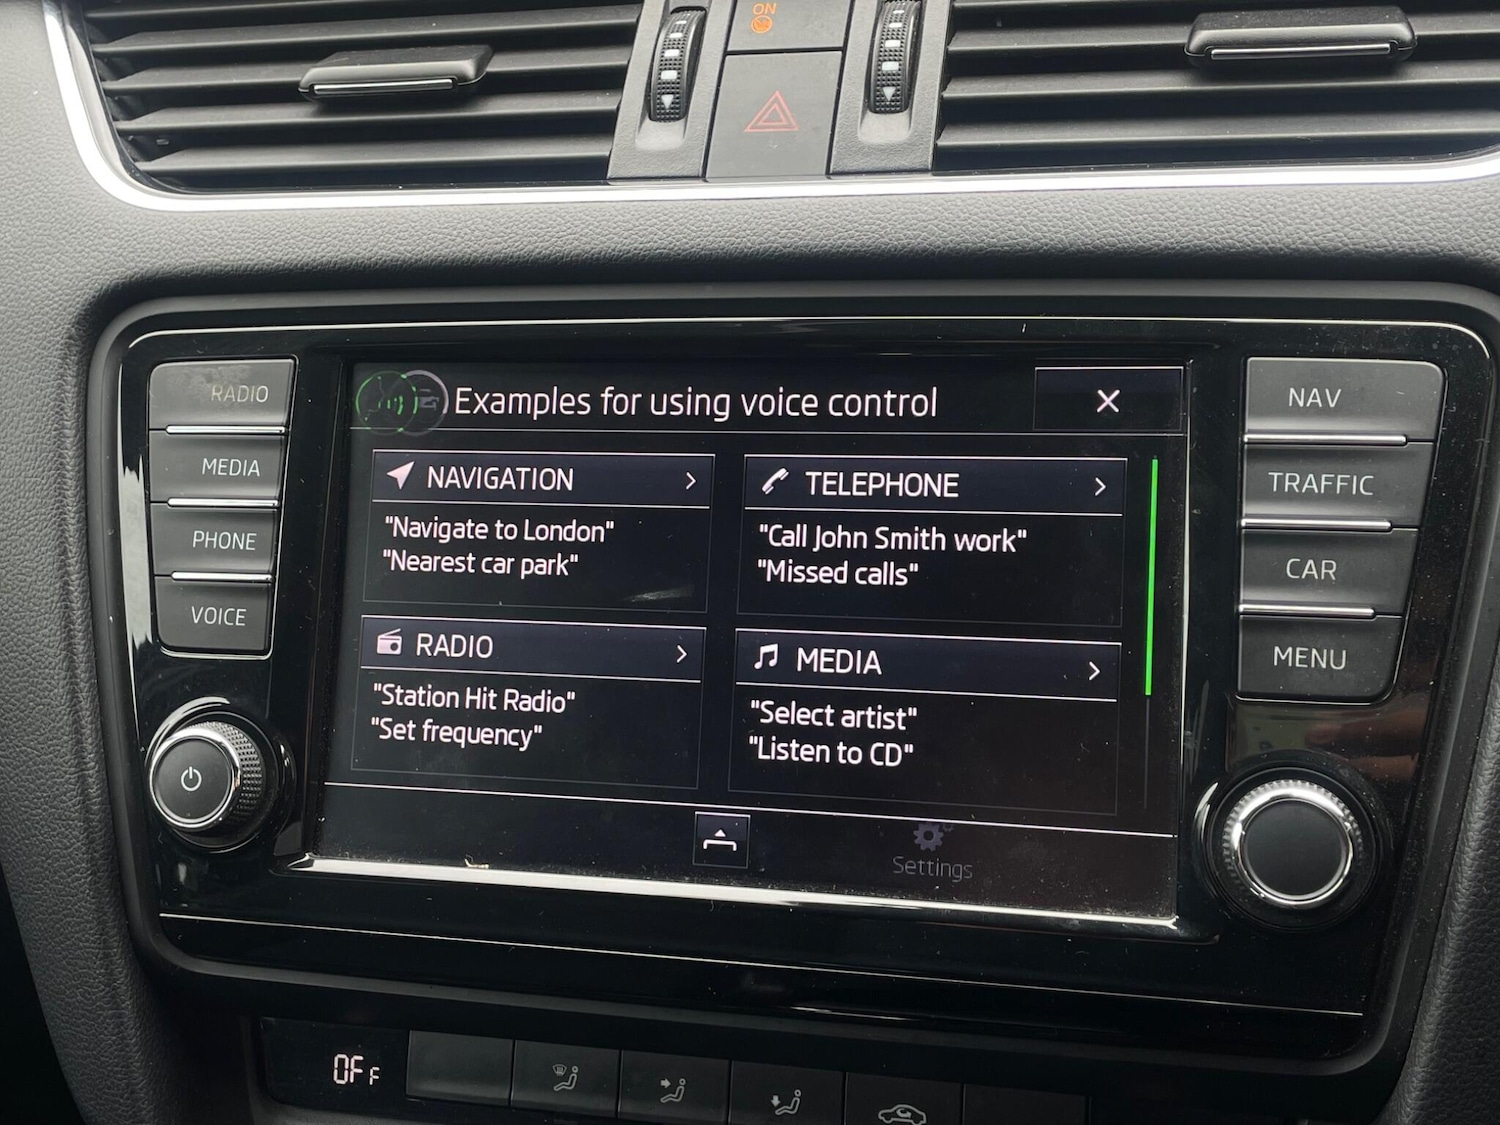 ON
RADIO
MEDIA
PHONE
VOICE
Examples for using voice control
NAVIGATION
"Navigate to London"
"Nearest car park"
TELEPHONE
"Call John Smith work"
"Missed calls"
RADIO
"Station Hit Radio"
"Set frequency"
MEDIA
"Select artist"
"Listen to CD"
Settings
NAV
TRAFFIC
CAR
MENU
OFF